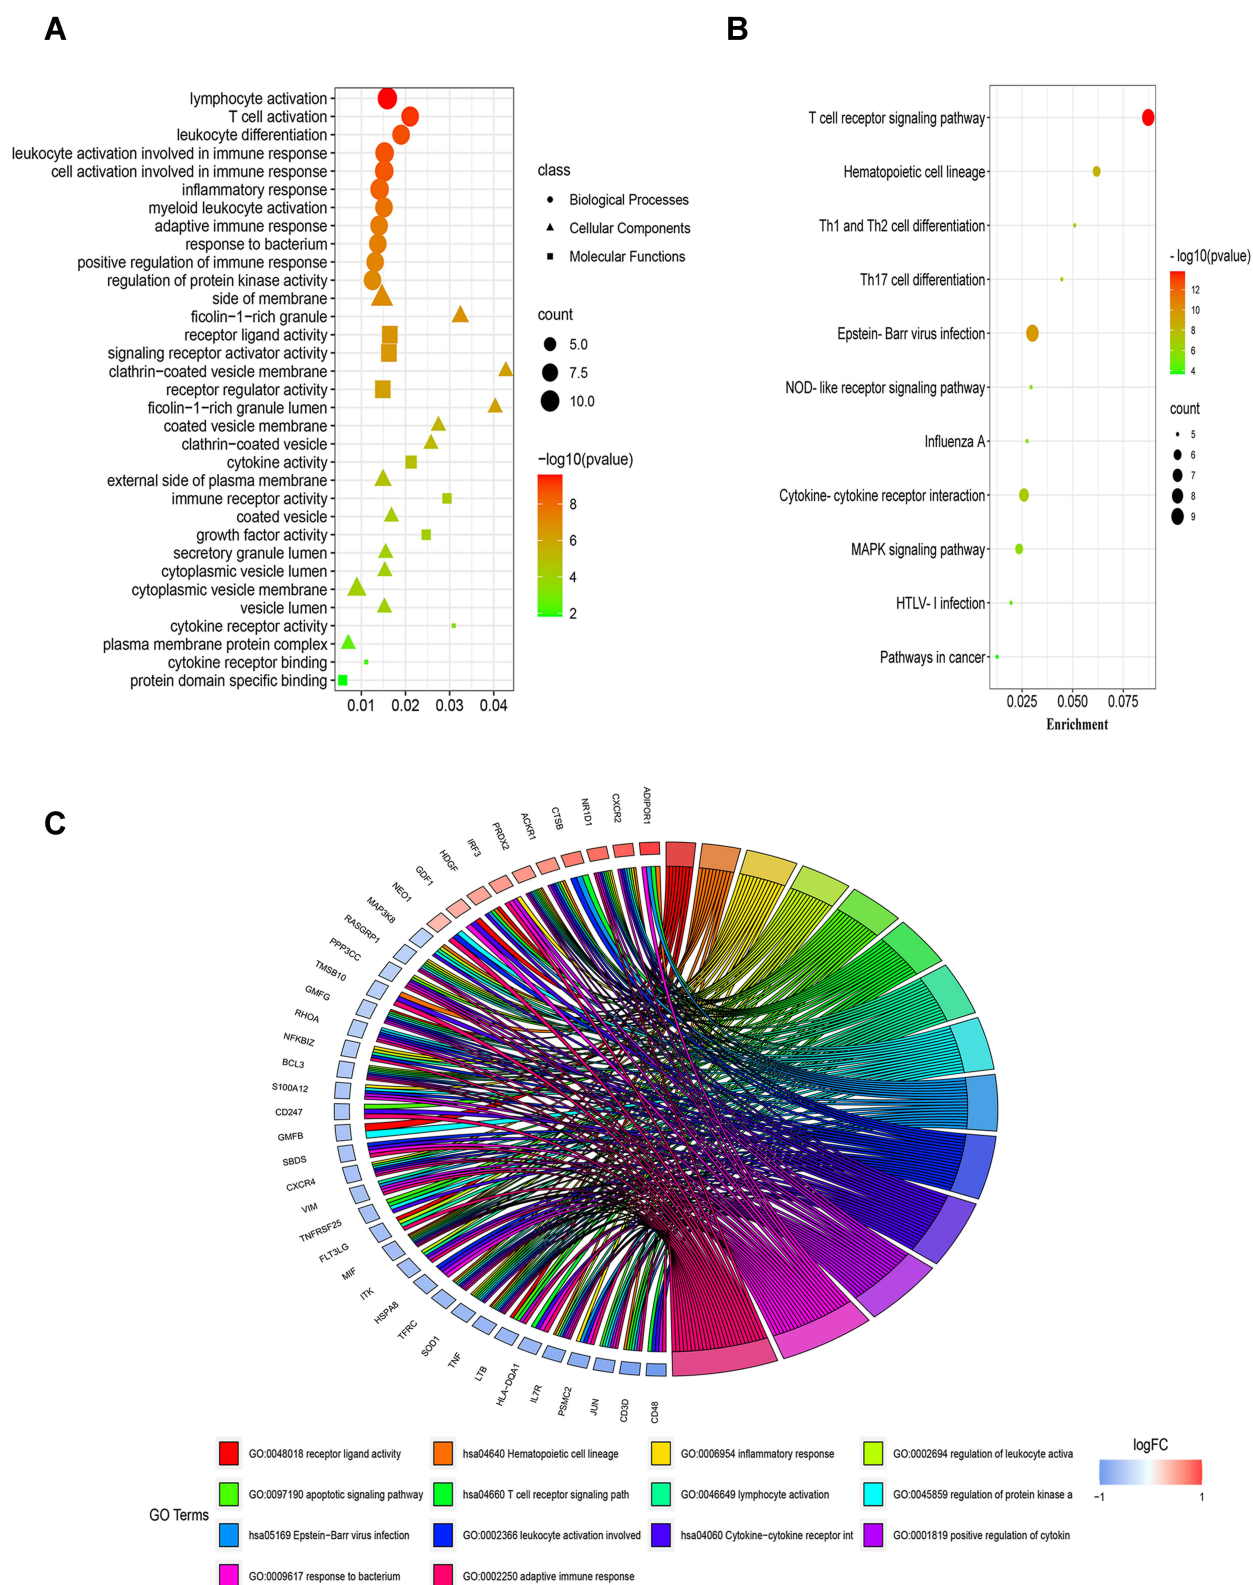 A
lymphocyte activation
T cell activation
leukocyte differentiation
leukocyte activation involved in immune response
cell activation involved in immune response
inflammatory response
myeloid leukocyte activation
adaptive immune response
response to bacterium
positive regulation of immune response
regulation of protein kinase activity
side of membrane
ficolin−1−rich granule
receptor ligand activity
signaling receptor activator activity
clathrin−coated vesicle membrane
receptor regulator activity
ficolin−1−rich granule lumen
coated vesicle membrane
clathrin−coated vesicle
cytokine activity
external side of plasma membrane
immune receptor activity
coated vesicle
growth factor activity
secretory granule lumen
cytoplasmic vesicle lumen
cytoplasmic vesicle membrane
vesicle lumen
cytokine receptor activity
plasma membrane protein complex
cytokine receptor binding
protein domain specific binding
0.01 0.02 0.03 0.04
class
Biological Processes
Cellular Components
Molecular Functions
count
5.0
7.5
10.0
−log10(pvalue)
8
6
4
2
B
T cell receptor signaling pathway
Hematopoietic cell lineage
Th1 and Th2 cell differentiation
Th17 cell differentiation
Epstein- Barr virus infection
NOD- like receptor signaling pathway
Influenza A
Cytokine- cytokine receptor interaction
MAPK signaling pathway
HTLV- I infection
Pathways in cancer
0.025 0.050 0.075
Enrichment
- log10(pvalue)
12
10
8
6
4
count
5
6
7
8
9
C
ADIPOR1
CXCR2
NR1D1
CTSB
ACKR1
PRDX2
IRF3
HDGF
GDF1
NEO1
MAP3K8
RASGRP1
PPP3CC
TMSB10
GMFG
RHOA
NFKBIZ
BCL3
S100A12
CD247
GMFB
SBDS
CXCR4
VIM
TNFRSF25
FLT3LG
MIF
ITK
HSPA8
TFRC
SOD1
TNF
LTB
HLA−DQA1
IL7R
PSMC2
JUN
CD3D
CD48
GO Terms
GO:0048018 receptor ligand activity
hsa04640 Hematopoietic cell lineage
GO:0006954 inflammatory response
GO:0002694 regulation of leukocyte activa
GO:0097190 apoptotic signaling pathway
hsa04660 T cell receptor signaling path
GO:0046649 lymphocyte activation
GO:0045859 regulation of protein kinase a
hsa05169 Epstein−Barr virus infection
GO:0002366 leukocyte activation involved
hsa04060 Cytokine−cytokine receptor int
GO:0001819 positive regulation of cytokin
GO:0009617 response to bacterium
GO:0002250 adaptive immune response
logFC
−1 1